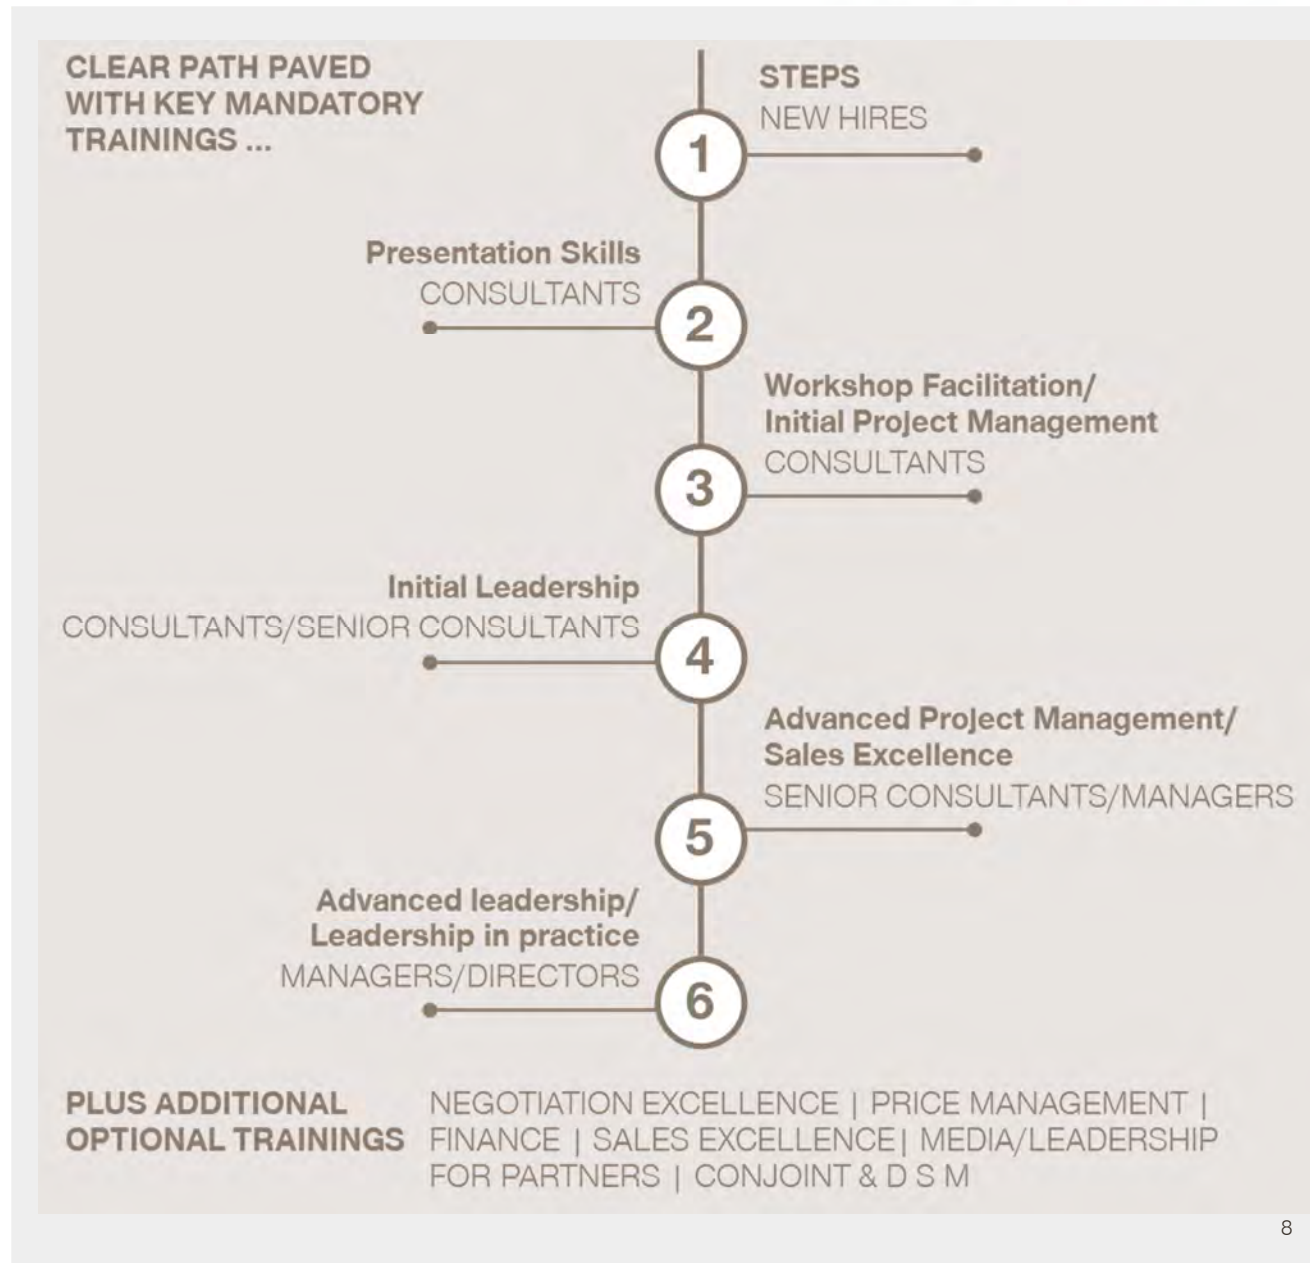 CLEAR PATH PAVED
WITH KEY MANDATORY
TRAININGS ...
STEPS
NEW HIRES
1
Presentation Skills
CONSULTANTS
2
Workshop Facilitation/
Initial Project Management
CONSULTANTS
3
Initial Leadership
CONSULTANTS/SENIOR CONSULTANTS
4
Advanced Project Management/
Sales Excellence
SENIOR CONSULTANTS/MANAGERS
5
Advanced leadership/
Leadership in practice
MANAGERS/DIRECTORS
6
PLUS ADDITIONAL
OPTIONAL TRAININGS
NEGOTIATION EXCELLENCE | PRICE MANAGEMENT |
FINANCE | SALES EXCELLENCE| MEDIA/LEADERSHIP
FOR PARTNERS | CONJOINT & D S M
8